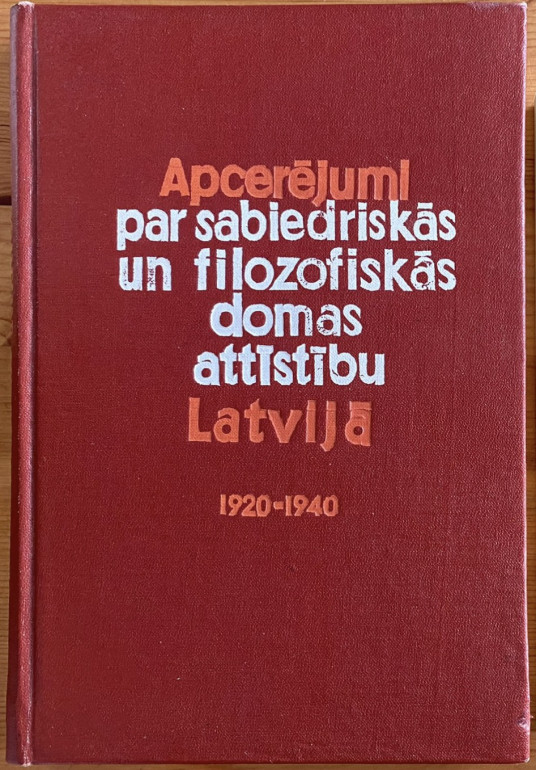 Apcerējumi
par sabiedriskās
un filozofiskās
domas
attīstību
Latvijā
1920-1940